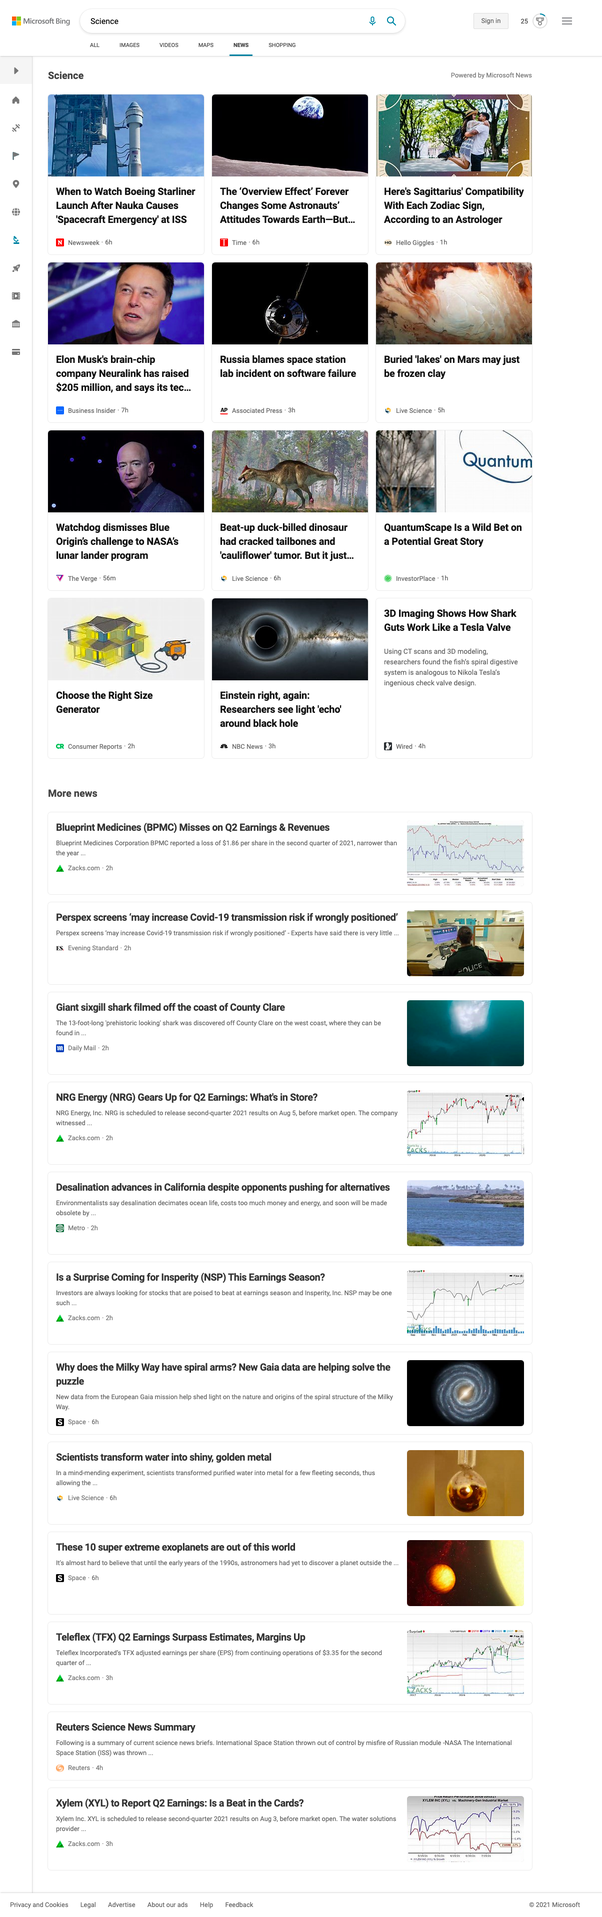 Microsoft Bing
Science
Sign in
25
ALL IMAGES VIDEOS MAPS NEWS SHOPPING
Science
Powered by Microsoft News
When to Watch Boeing Starliner
Launch After Nauka Causes
'Spacecraft Emergency' at ISS
Newsweek · 6h
The ‘Overview Effect’ Forever
Changes Some Astronauts’
Attitudes Towards Earth—But...
Time · 6h
Here's Sagittarius' Compatibility
With Each Zodiac Sign,
According to an Astrologer
Hello Giggles · 1h
Elon Musk's brain-chip
company Neuralink has raised
$205 million, and says its tec...
Business Insider · 7h
Russia blames space station
lab incident on software failure
AP Associated Press · 3h
Buried 'lakes' on Mars may just
be frozen clay
Live Science · 5h
Watchdog dismisses Blue
Origin's challenge to NASA's
lunar lander program
The Verge · 56m
Beat-up duck-billed dinosaur
had cracked tailbones and
'cauliflower' tumor. But it just...
Live Science · 6h
Quantum
QuantumScape Is a Wild Bet on
a Potential Great Story
InvestorPlace · 1h
Choose the Right Size
Generator
CR Consumer Reports · 2h
Einstein right, again:
Researchers see light 'echo'
around black hole
NBC News · 3h
3D Imaging Shows How Shark
Guts Work Like a Tesla Valve
Using CT scans and 3D modeling,
researchers found the fish's spiral digestive
system is analogous to Nikola Tesla's
ingenious check valve design.
Wired · 4h
More news
Blueprint Medicines (BPMC) Misses on Q2 Earnings & Revenues
Blueprint Medicines Corporation BPMC reported a loss of $1.86 per share in the second quarter of 2021, narrower than
the year ...
Zacks.com · 2h
Perspex screens ‘may increase Covid-19 transmission risk if wrongly positioned’
Perspex screens 'may increase Covid-19 transmission risk if wrongly positioned' - Experts have said there is very little ...
ES. Evening Standard · 2h
POLICE
Giant sixgill shark filmed off the coast of County Clare
The 13-foot-long 'prehistoric looking' shark was discovered off County Clare on the west coast, where they can be
found in ...
Daily Mail · 2h
NRG Energy (NRG) Gears Up for Q2 Earnings: What's in Store?
NRG Energy, Inc. NRG is scheduled to release second-quarter 2021 results on Aug 5, before market open. The company
witnessed ...
Zacks.com · 2h
ZACKS
Desalination advances in California despite opponents pushing for alternatives
Environmentalists say desalination decimates ocean life, costs too much money and energy, and soon will be made
obsolete by ...
Metro · 2h
Is a Surprise Coming for Insperity (NSP) This Earnings Season?
Investors are always looking for stocks that are poised to beat at earnings season and Insperity, Inc. NSP may be one
such ...
Zacks.com · 2h
Why does the Milky Way have spiral arms? New Gaia data are helping solve the
puzzle
New data from the European Gaia mission help shed light on the nature and origins of the spiral structure of the Milky
Way.
S Space · 6h
Scientists transform water into shiny, golden metal
In a mind-mending experiment, scientists transformed purified water into metal for a few fleeting seconds, thus
allowing the ...
Live Science · 6h
These 10 super extreme exoplanets are out of this world
It's almost hard to believe that until the early years of the 1990s, astronomers had yet to discover a planet outside the ...
S Space · 6h
Teleflex (TFX) Q2 Earnings Surpass Estimates, Margins Up
Teleflex Incorporated's TFX adjusted earnings per share (EPS) from continuing operations of $3.35 for the second
quarter of ...
Zacks.com · 3h
ZACKS
Reuters Science News Summary
Following is a summary of current science news briefs. International Space Station thrown out of control by misfire of Russian module -NASA The International
Space Station (ISS) was thrown ...
Reuters · 4h
Xylem (XYL) to Report Q2 Earnings: Is a Beat in the Cards?
Xylem Inc. XYL is scheduled to release second-quarter 2021 results on Aug 3, before market open. The water solutions
provider ...
Zacks.com · 3h
Privacy and Cookies Legal Advertise About our ads Help Feedback
© 2021 Microsoft